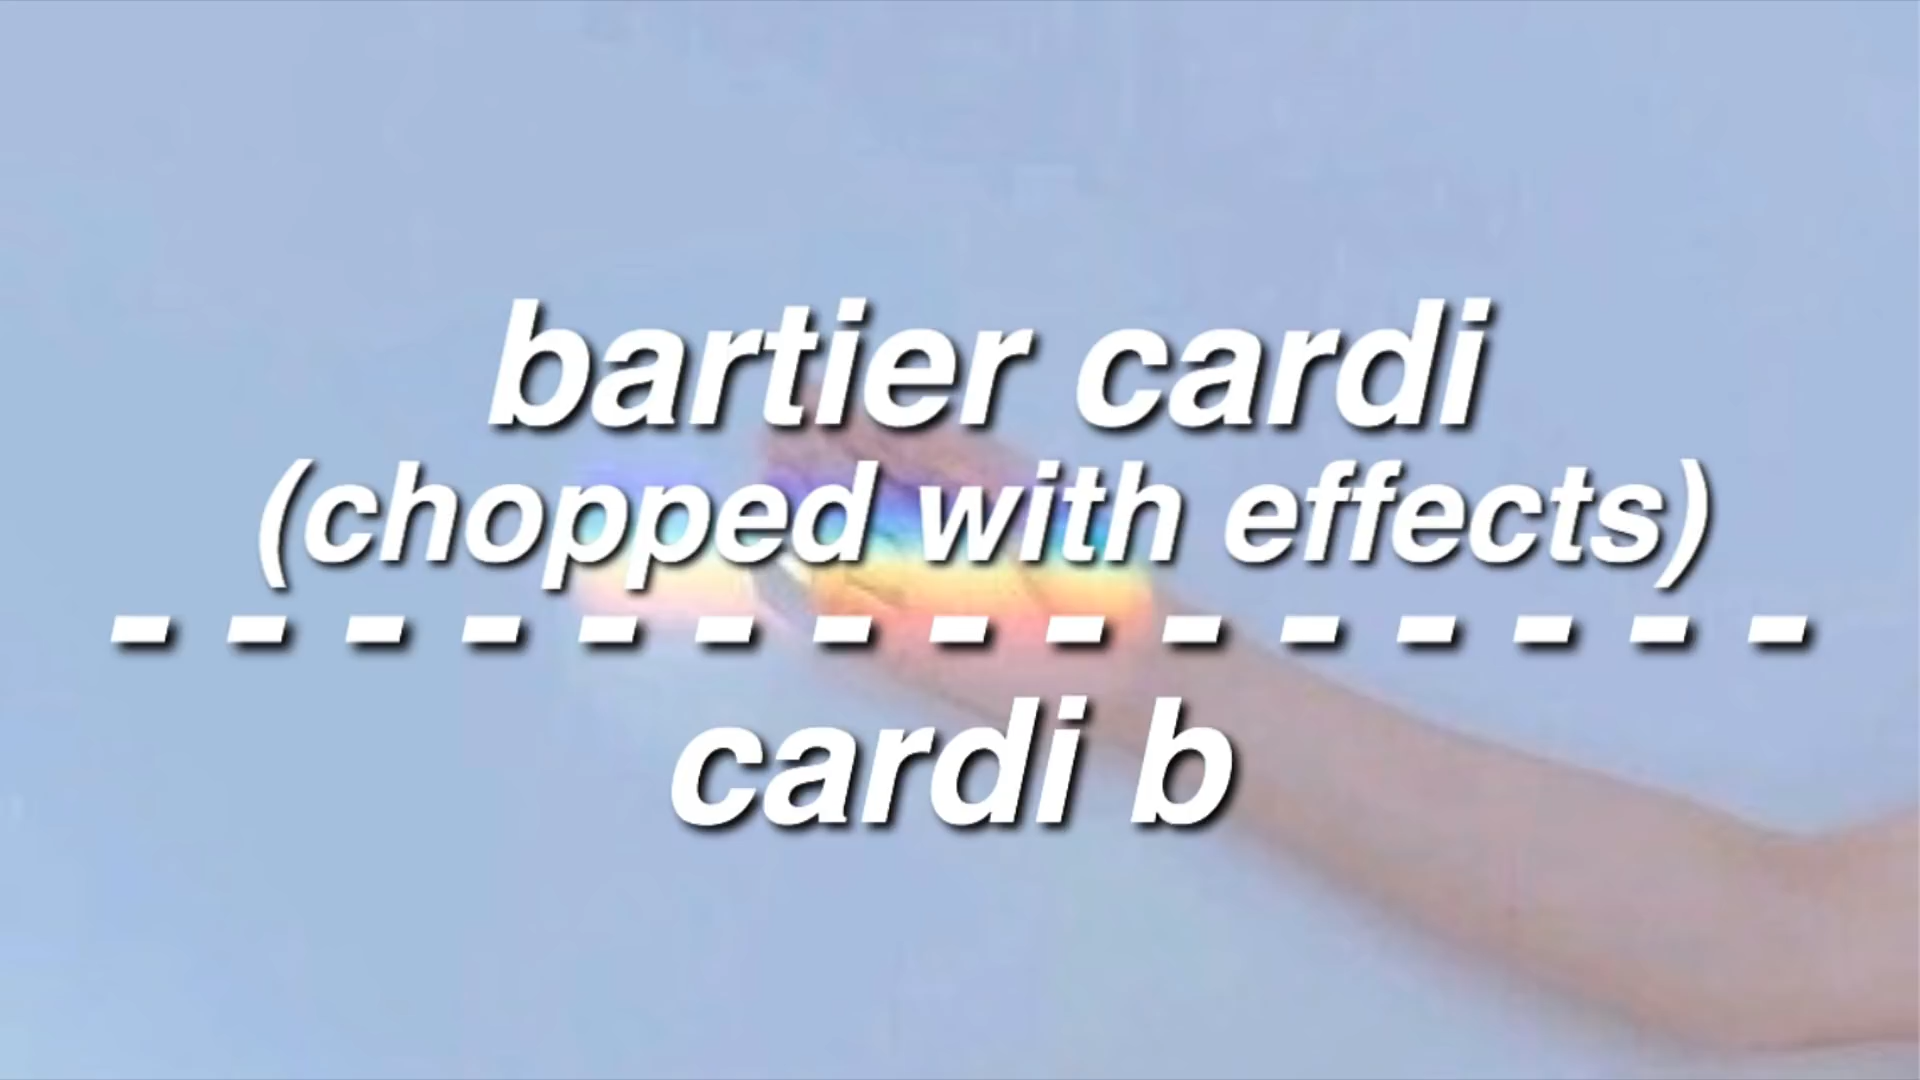 bartier cardi
(chopped with effects)
- - - - - - - - - - - - - - -
cardi b